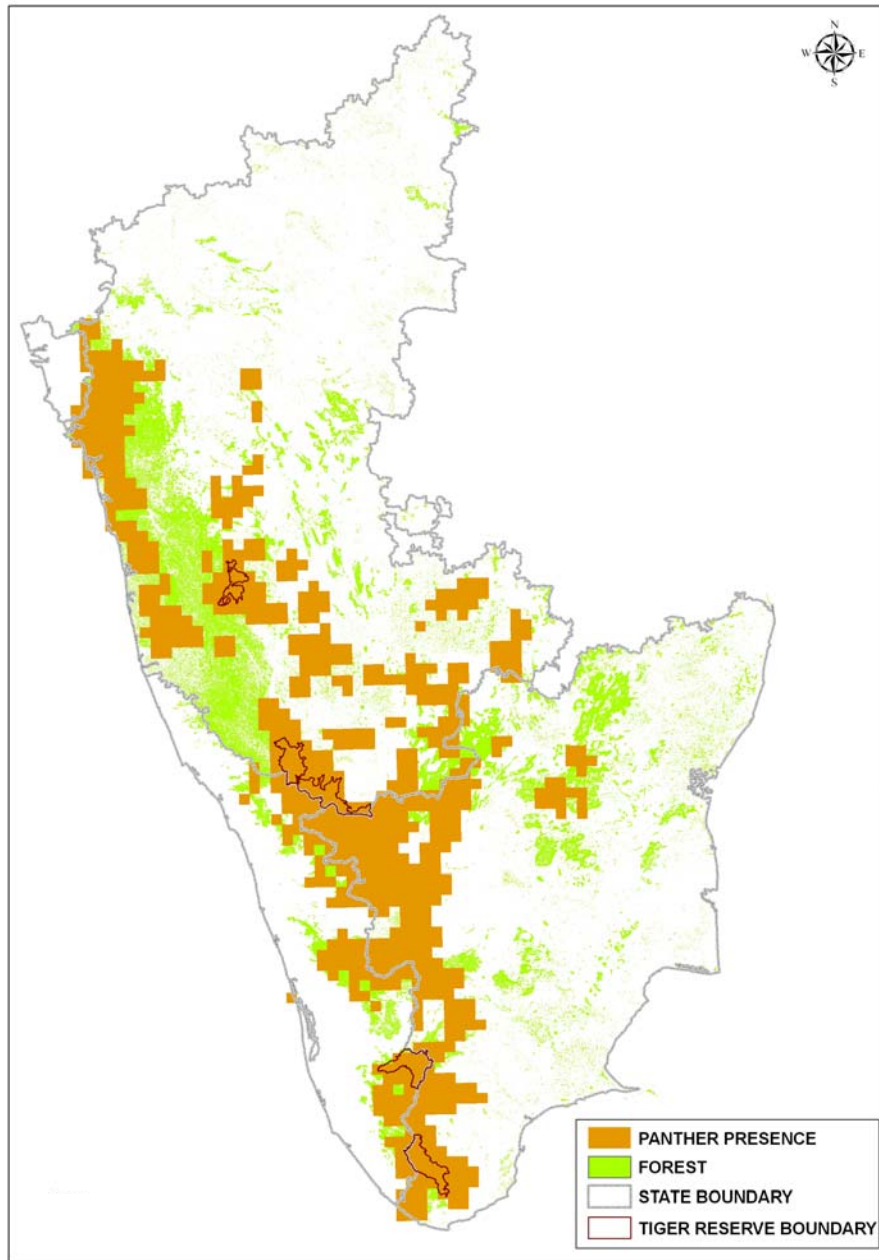 N
W E
S
PANTHER PRESENCE
FOREST
STATE BOUNDARY
TIGER RESERVE BOUNDARY